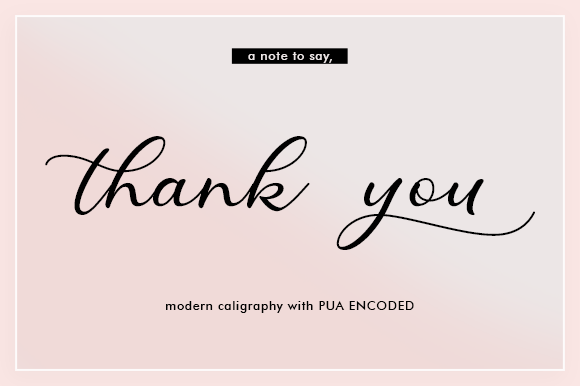 a note to say,
thank you
modern caligraphy with PUA ENCODED